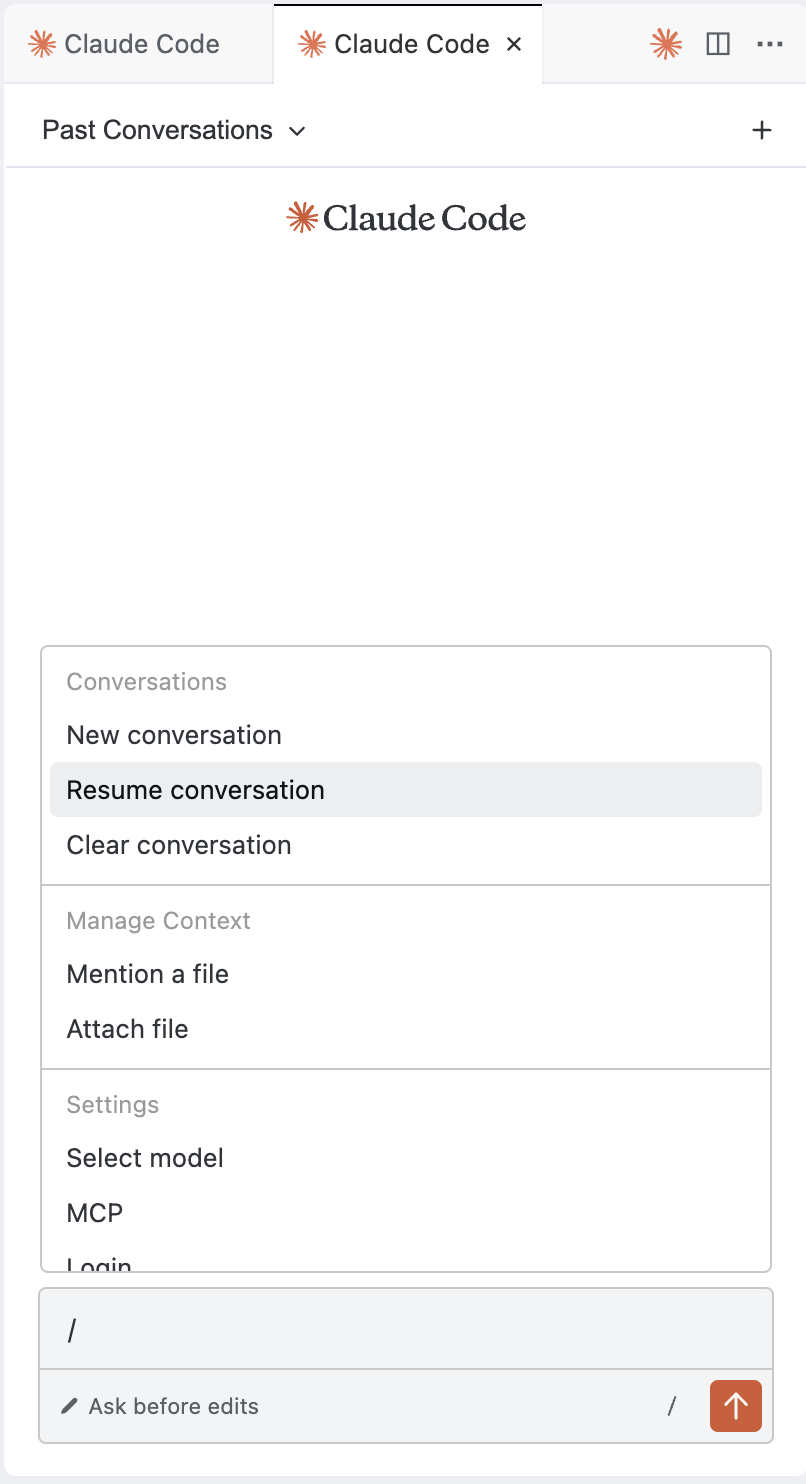 Claude Code
Claude Code
Past Conversations
Claude Code
Conversations
New conversation
Resume conversation
Clear conversation
Manage Context
Mention a file
Attach file
Settings
Select model
MCP
Login
/
Ask before edits
/